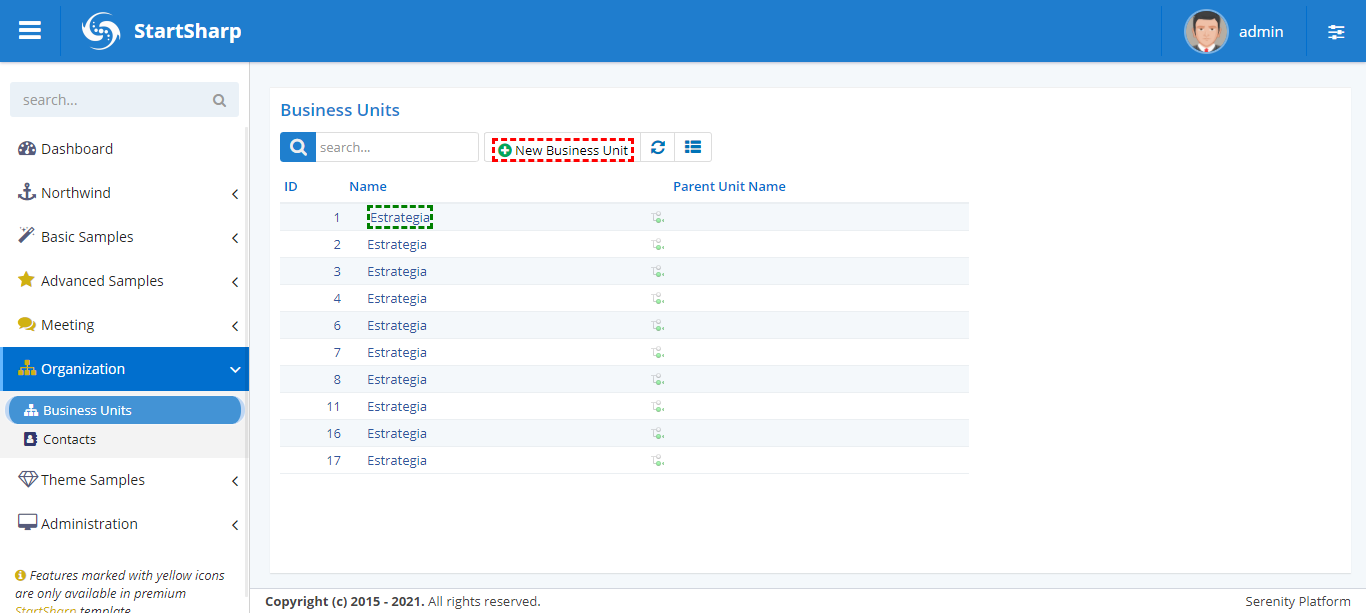 StartSharp
admin
search...
Dashboard
Northwind
Basic Samples
Advanced Samples
Meeting
Organization
Business Units
Contacts
Theme Samples
Administration
Features marked with yellow icons
are only available in premium
StartSharp template
Business Units
search...
New Business Unit
ID Name Parent Unit Name
1 Estrategia
2 Estrategia
3 Estrategia
4 Estrategia
6 Estrategia
7 Estrategia
8 Estrategia
11 Estrategia
16 Estrategia
17 Estrategia
Copyright (c) 2015 - 2021. All rights reserved.
Serenity Platform